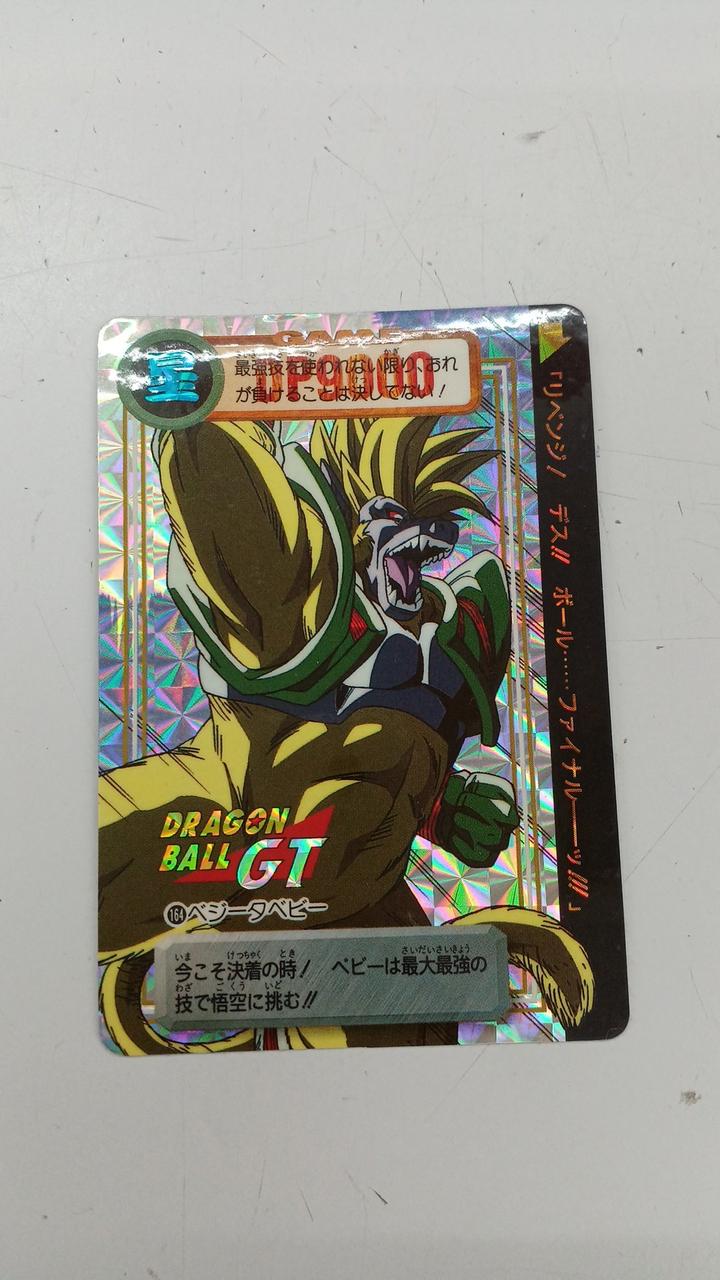 星
GAME
DP9000
最強技を使われない限り、おれ
が負けることは決してない！
「リベンジ！ デス!! ボール……ファイナル――ッ!!!」
DRAGON
BALL GT
164 ベジータベビー
今こそ決着の時！ ベビーは最大最強の
技で悟空に挑む!!